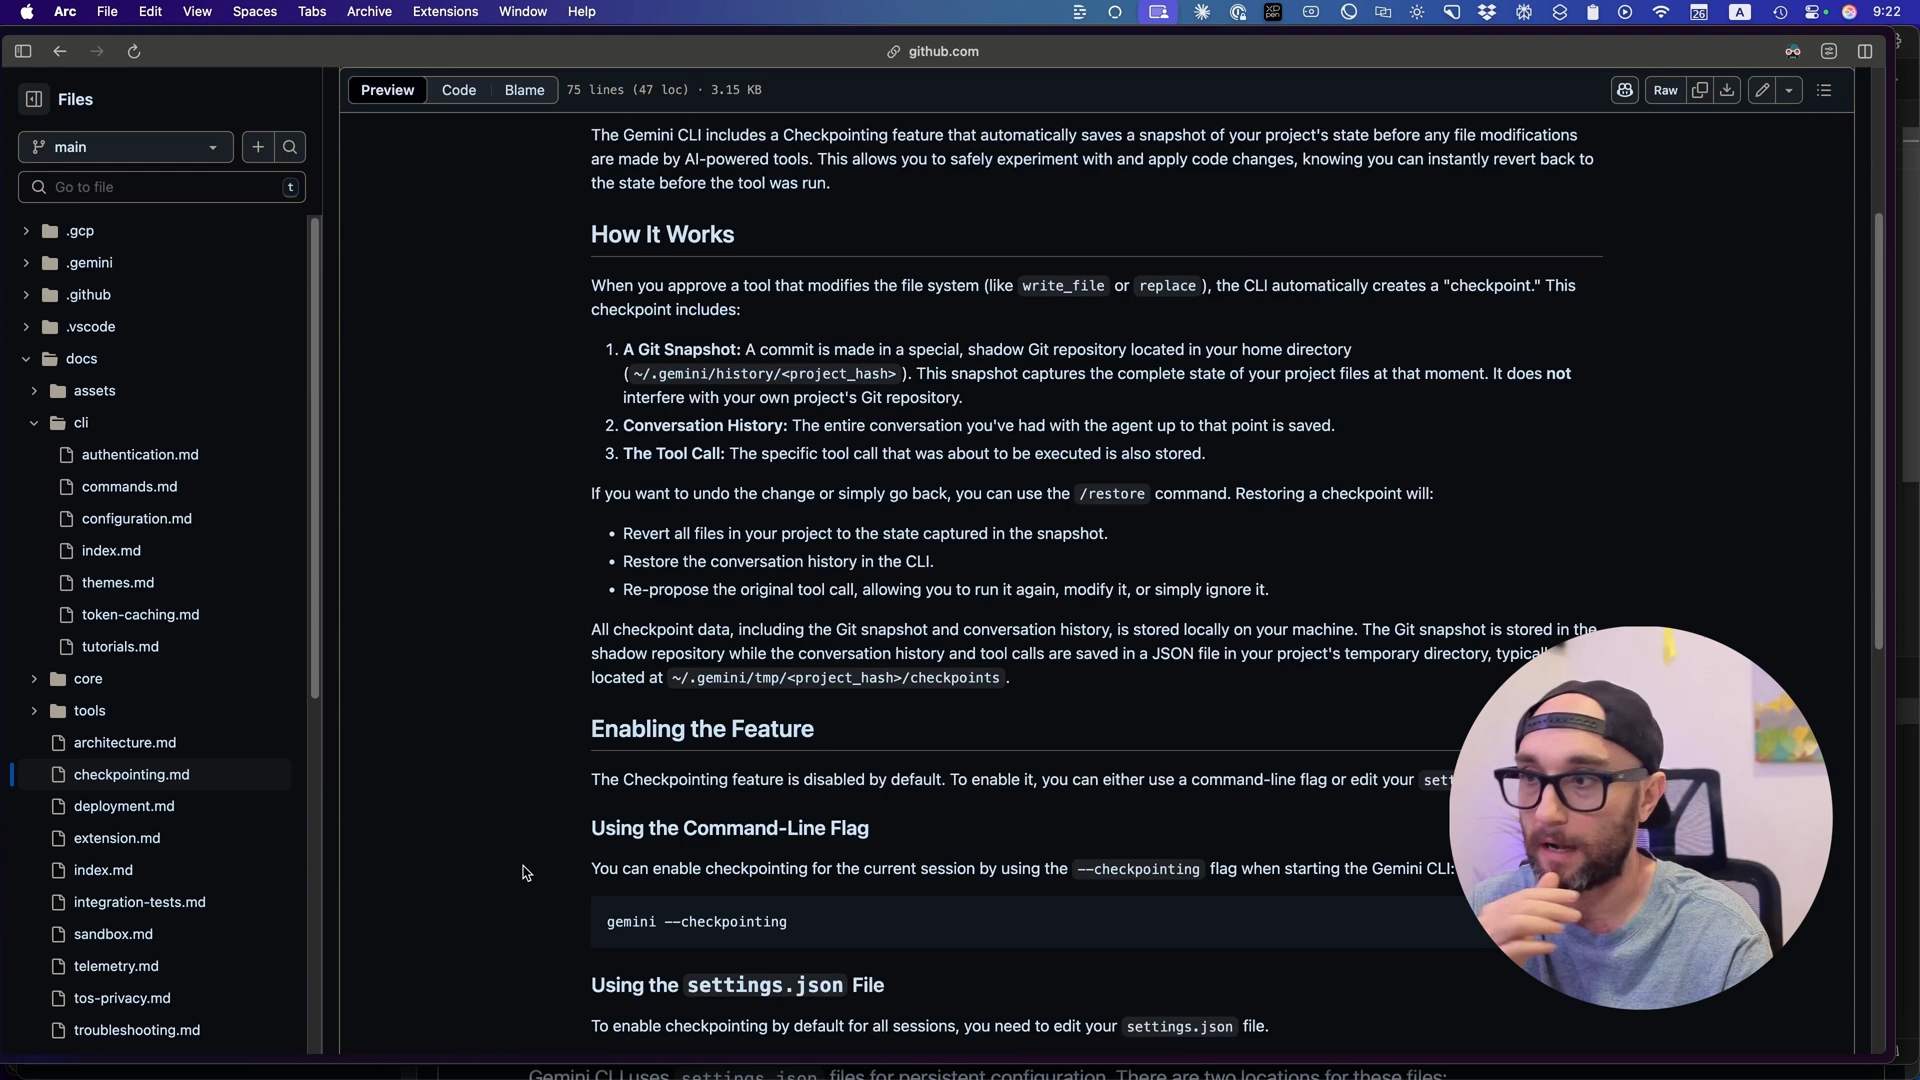 Arc File Edit View Spaces Tabs Archive Extensions Window Help
26 A 9:22
github.com
Files
main
Go to file t
.gcp
.gemini
.github
.vscode
docs
assets
cli
authentication.md
commands.md
configuration.md
index.md
themes.md
token-caching.md
tutorials.md
core
tools
architecture.md
checkpointing.md
deployment.md
extension.md
index.md
integration-tests.md
sandbox.md
telemetry.md
tos-privacy.md
troubleshooting.md
Preview Code Blame 75 lines (47 loc) · 3.15 KB Raw
The Gemini CLI includes a Checkpointing feature that automatically saves a snapshot of your project's state before any file modifications
are made by AI-powered tools. This allows you to safely experiment with and apply code changes, knowing you can instantly revert back to
the state before the tool was run.
How It Works
When you approve a tool that modifies the file system (like write_file or replace), the CLI automatically creates a "checkpoint." This
checkpoint includes:
1. A Git Snapshot: A commit is made in a special, shadow Git repository located in your home directory
(~/.gemini/history/<project_hash>). This snapshot captures the complete state of your project files at that moment. It does not
interfere with your own project's Git repository.
2. Conversation History: The entire conversation you've had with the agent up to that point is saved.
3. The Tool Call: The specific tool call that was about to be executed is also stored.
If you want to undo the change or simply go back, you can use the /restore command. Restoring a checkpoint will:
• Revert all files in your project to the state captured in the snapshot.
• Restore the conversation history in the CLI.
• Re-propose the original tool call, allowing you to run it again, modify it, or simply ignore it.
All checkpoint data, including the Git snapshot and conversation history, is stored locally on your machine. The Git snapshot is stored in the
shadow repository while the conversation history and tool calls are saved in a JSON file in your project's temporary directory,
located at ~/.gemini/tmp/<project_hash>/checkpoints.
Enabling the Feature
The Checkpointing feature is disabled by default. To enable it, you can either use a command-line flag or edit your
Using the Command-Line Flag
You can enable checkpointing for the current session by using the --checkpointing flag when starting the Gemini CLI:
gemini --checkpointing
Using the settings.json File
To enable checkpointing by default for all sessions, you need to edit your settings.json file.
Gemini CLI uses settings.json files for persistent configuration. There are two locations for these files: